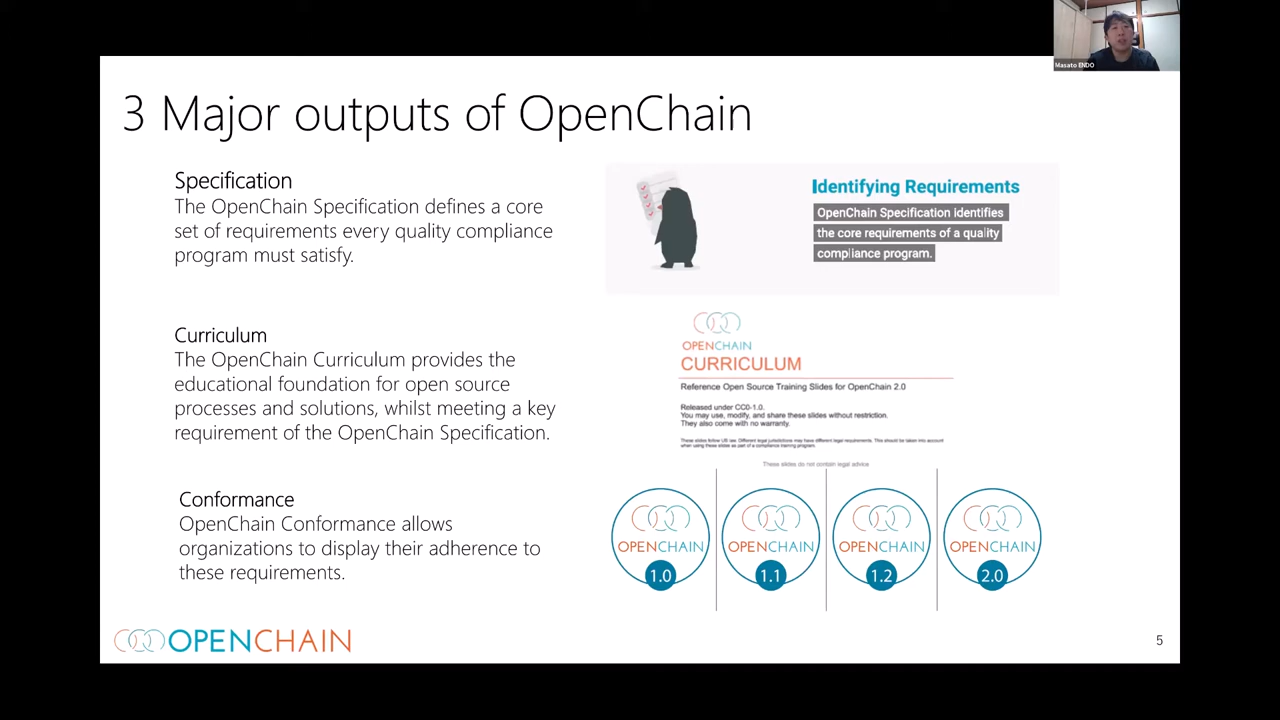 Masato ENDO
3 Major outputs of OpenChain
Specification
The OpenChain Specification defines a core
set of requirements every quality compliance
program must satisfy.
Identifying Requirements
OpenChain Specification identifies
the core requirements of a quality
compliance program.
Curriculum
The OpenChain Curriculum provides the
educational foundation for open source
processes and solutions, whilst meeting a key
requirement of the OpenChain Specification.
OPENCHAIN
CURRICULUM
Reference Open Source Training Slides for OpenChain 2.0
Released under CC0-1.0.
You may use, modify, and share these slides without restriction.
They also come with no warranty.
These slides follow US law. Different legal jurisdictions may have different legal requirements. This should be taken into account
when using these slides as part of a compliance training program.
These slides do not contain legal advice
Conformance
OpenChain Conformance allows
organizations to display their adherence to
these requirements.
OPENCHAIN
1.0
OPENCHAIN
1.1
OPENCHAIN
1.2
OPENCHAIN
2.0
OPENCHAIN
5